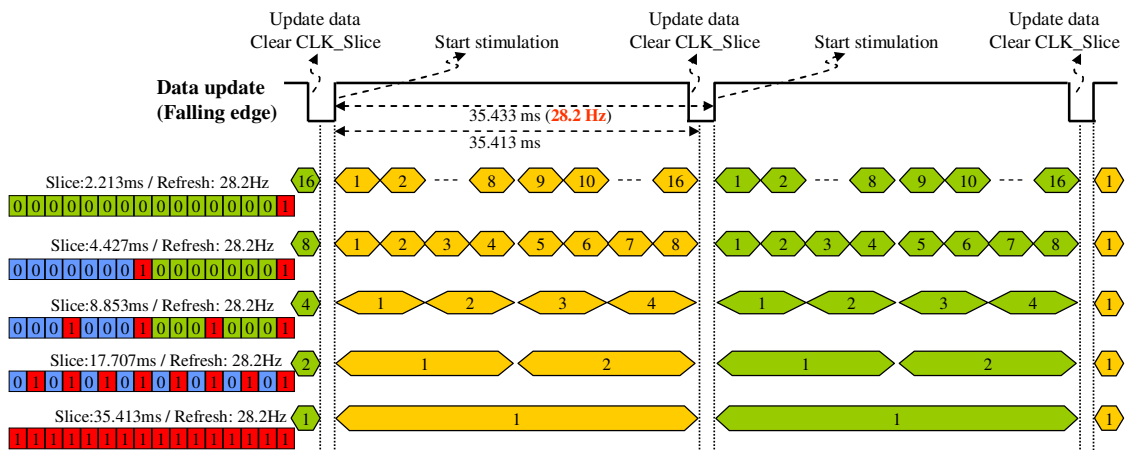 Update data
Clear CLK_Slice
Start stimulation
Update data
Clear CLK_Slice
Start stimulation
Update data
Clear CLK_Slice
Data update
(Falling edge)
35.433 ms (28.2 Hz)
35.413 ms
Slice:2.213ms / Refresh: 28.2Hz
16 1 2 8 9 10 16 1 2 8 9 10 16 1
0 0 0 0 0 0 0 0 0 0 0 0 0 0 0 1
Slice:4.427ms / Refresh: 28.2Hz
8 1 2 3 4 5 6 7 8 1 2 3 4 5 6 7 8 1
0 0 0 0 0 0 0 1 0 0 0 0 0 0 0 1
Slice:8.853ms / Refresh: 28.2Hz
4 1 2 3 4 1 2 3 4 1
0 0 0 1 0 0 0 1 0 0 0 1 0 0 0 1
Slice:17.707ms / Refresh: 28.2Hz
2 1 2 1 2 1
0 1 0 1 0 1 0 1 0 1 0 1 0 1 0 1
Slice:35.413ms / Refresh: 28.2Hz
1 1 1 1
1 1 1 1 1 1 1 1 1 1 1 1 1 1 1 1